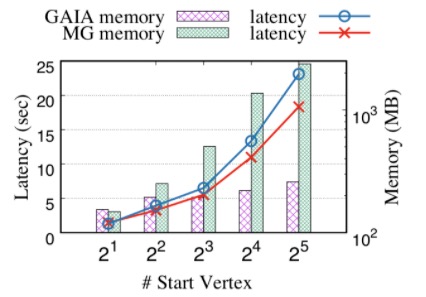 GAIA memory latency
MG memory latency
25
20
15
10
5
0
Latency (sec)
10³
10²
Memory (MB)
2¹ 2² 2³ 2⁴ 2⁵
# Start Vertex